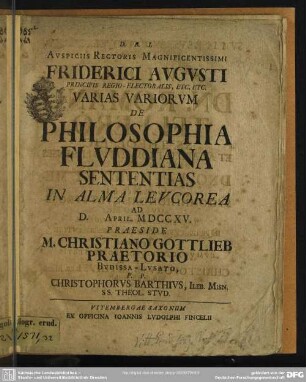 AUSPICIIS RECTORIS MAGNIFICENTISSIMI
FRIDERICI AVGVSTI
PRINCIPIS REGIO-ELECTORALIS, ETC. ETC.
VARIAS VARIORVM
DE
PHILOSOPHIA
FLVDDIANA
SENTENTIAS
IN ALMA LEVCOREA
AD
D. APRIL. MDCCXV.
PRAESIDE
M. CHRISTIANO GOTTLIEB
PRAETORIO
BVDISSA-LVSATO,
P. P.
CHRISTOPHORVS BARTHIVS, ILEB. MISN.
SS. THEOL. STVD.
VITEMBERGAE SAXONUM
EX OFFICINA IOANNIS LVDOLPHI FINCELII